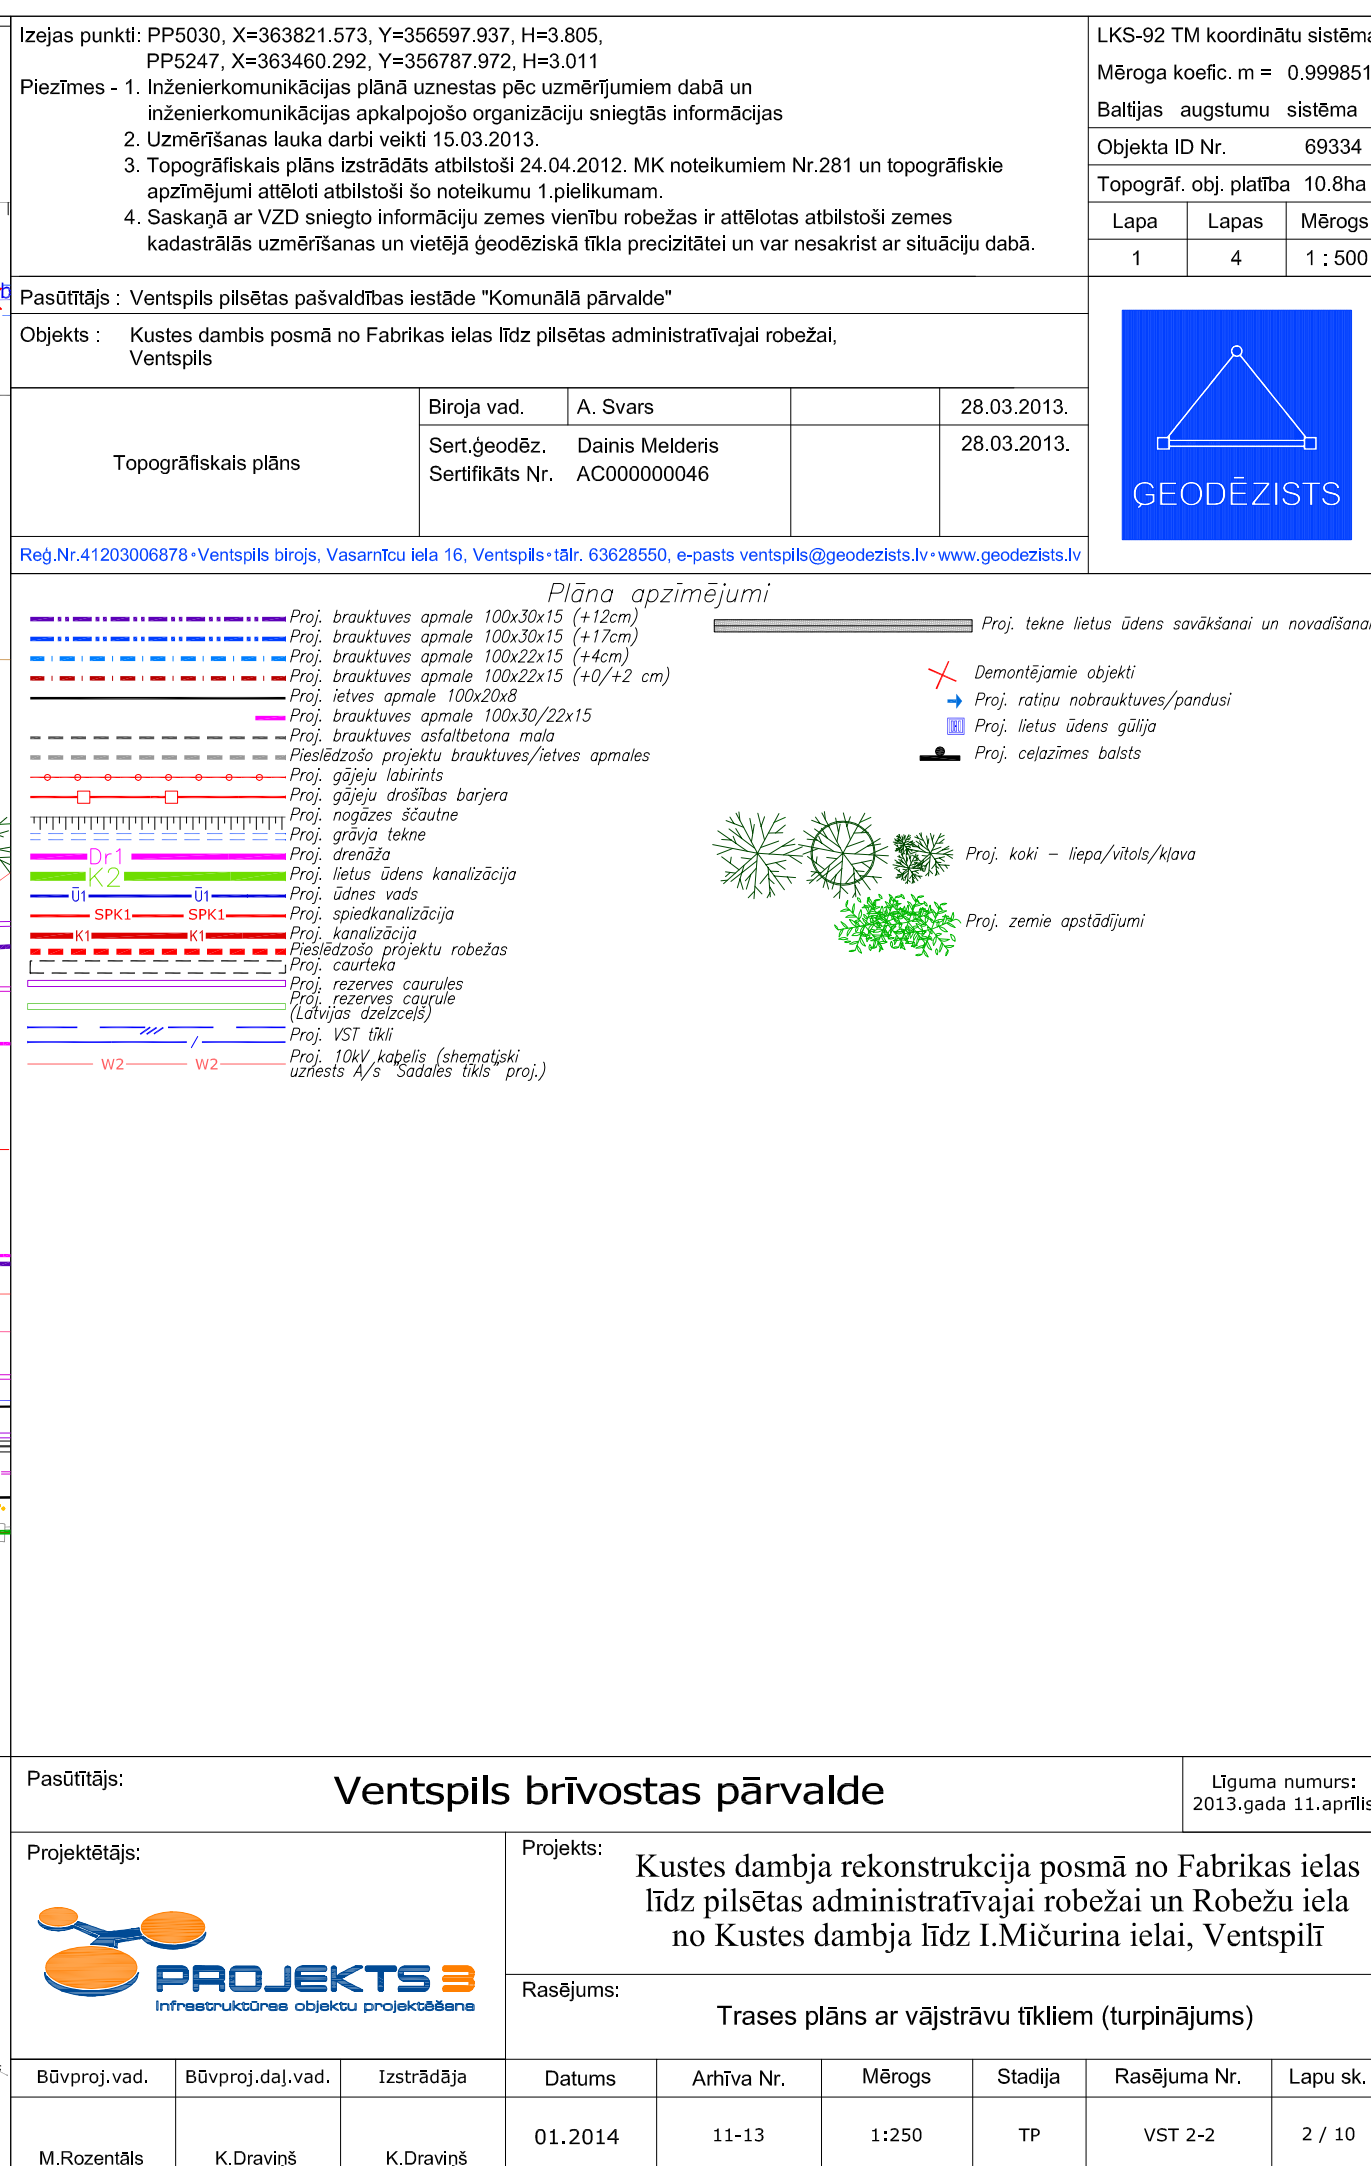 Izejas punkti: PP5030, X=363821.573, Y=356597.937, H=3.805,
PP5247, X=363460.292, Y=356787.972, H=3.011
Piezīmes - 1. Inženierkomunikācijas plānā uznestas pēc uzmērījumiem dabā un
inženierkomunikācijas apkalpojošo organizāciju sniegtās informācijas
2. Uzmērīšanas lauka darbi veikti 15.03.2013.
3. Topogrāfiskais plāns izstrādāts atbilstoši 24.04.2012. MK noteikumiem Nr.281 un topogrāfiskie
apzīmējumi attēloti atbilstoši šo noteikumu 1.pielikumam.
4. Saskaņā ar VZD sniegto informāciju zemes vienību robežas ir attēlotas atbilstoši zemes
kadastrālās uzmērīšanas un vietējā ģeodēziskā tīkla precizitātei un var nesakrist ar situāciju dabā.
LKS-92 TM koordinātu sistēma
Mēroga koefic. m = 0.999851
Baltijas augstumu sistēma
Objekta ID Nr. 69334
Topogrāf. obj. platība 10.8ha
Lapa Lapas Mērogs
1 4 1 : 500
Pasūtītājs : Ventspils pilsētas pašvaldības iestāde "Komunālā pārvalde"
Objekts : Kustes dambis posmā no Fabrikas ielas līdz pilsētas administratīvajai robežai,
Ventspils
Topogrāfiskais plāns
Biroja vad. A. Svars 28.03.2013.
Sert.ģeodēz. Dainis Melderis 28.03.2013.
Sertifikāts Nr. AC000000046
ĢEODĒZISTS
Reģ.Nr.41203006878◦Ventspils birojs, Vasarnīcu iela 16, Ventspils◦tālr. 63628550, e-pasts ventspils@geodezists.lv◦www.geodezists.lv
Plāna apzīmējumi
Proj. brauktuves apmale 100x30x15 (+12cm)
Proj. brauktuves apmale 100x30x15 (+17cm)
Proj. brauktuves apmale 100x22x15 (+4cm)
Proj. brauktuves apmale 100x22x15 (+0/+2 cm)
Proj. ietves apmale 100x20x8
Proj. brauktuves apmale 100x30/22x15
Proj. brauktuves asfaltbetona mala
Pieslēdzošo projektu brauktuves/ietves apmales
Proj. gājēju labirints
Proj. gājēju drošības barjera
Proj. nogāzes ščautne
Proj. grāvja tekne
Dr1 Proj. drenāža
K2 Proj. lietus ūdens kanalizācija
Ū1 Ū1 Proj. ūdnes vads
SPK1 SPK1 Proj. spiedkanalizācija
K1 K1 Proj. kanalizācija
Pieslēdzošo projektu robežas
Proj. caurteka
Proj. rezerves caurules
Proj. rezerves caurule
(Latvijas dzelzceļš)
Proj. VST tīkli
W2 W2 Proj. 10kV kabelis (shematiski
uznests A/s "Sadales tīkls" proj.)
Proj. tekne lietus ūdens savākšanai un novadīšanai
Demontējamie objekti
Proj. ratiņu nobrauktuves/pandusi
Proj. lietus ūdens gūlija
Proj. ceļazīmes balsts
Proj. koki – liepa/vītols/kļava
Proj. zemie apstādījumi
Pasūtītājs: Ventspils brīvostas pārvalde
Līguma numurs:
2013.gada 11.aprīlis
Projektētājs:
PROJEKTS 3
Infrastruktūras objektu projektēšana
Projekts:
Kustes dambja rekonstrukcija posmā no Fabrikas ielas
līdz pilsētas administratīvajai robežai un Robežu iela
no Kustes dambja līdz I.Mičurina ielai, Ventspilī
Rasējums:
Trases plāns ar vājstrāvu tīkliem (turpinājums)
Būvproj.vad. Būvproj.daļ.vad. Izstrādāja Datums Arhīva Nr. Mērogs Stadija Rasējuma Nr. Lapu sk.
M.Rozentāls K.Draviņš K.Draviņš 01.2014 11-13 1:250 TP VST 2-2 2 / 10